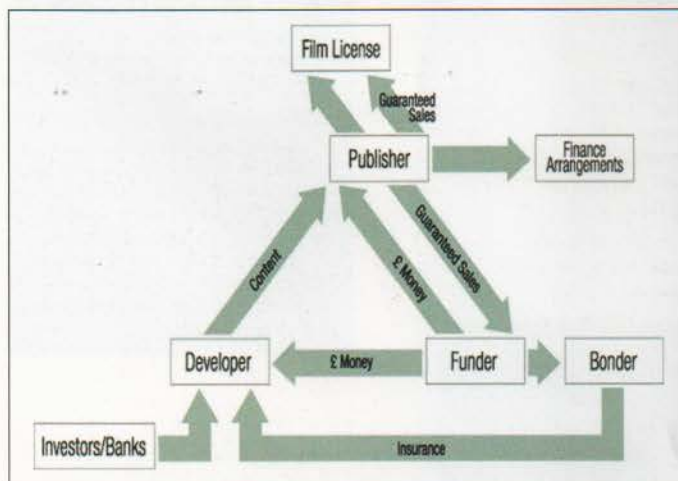 Film License
Guaranteed
Sales
Publisher
Finance
Arrangements
Content
£ Money
Guaranteed Sales
Developer
£ Money
Funder
Bonder
Investors/Banks
Insurance